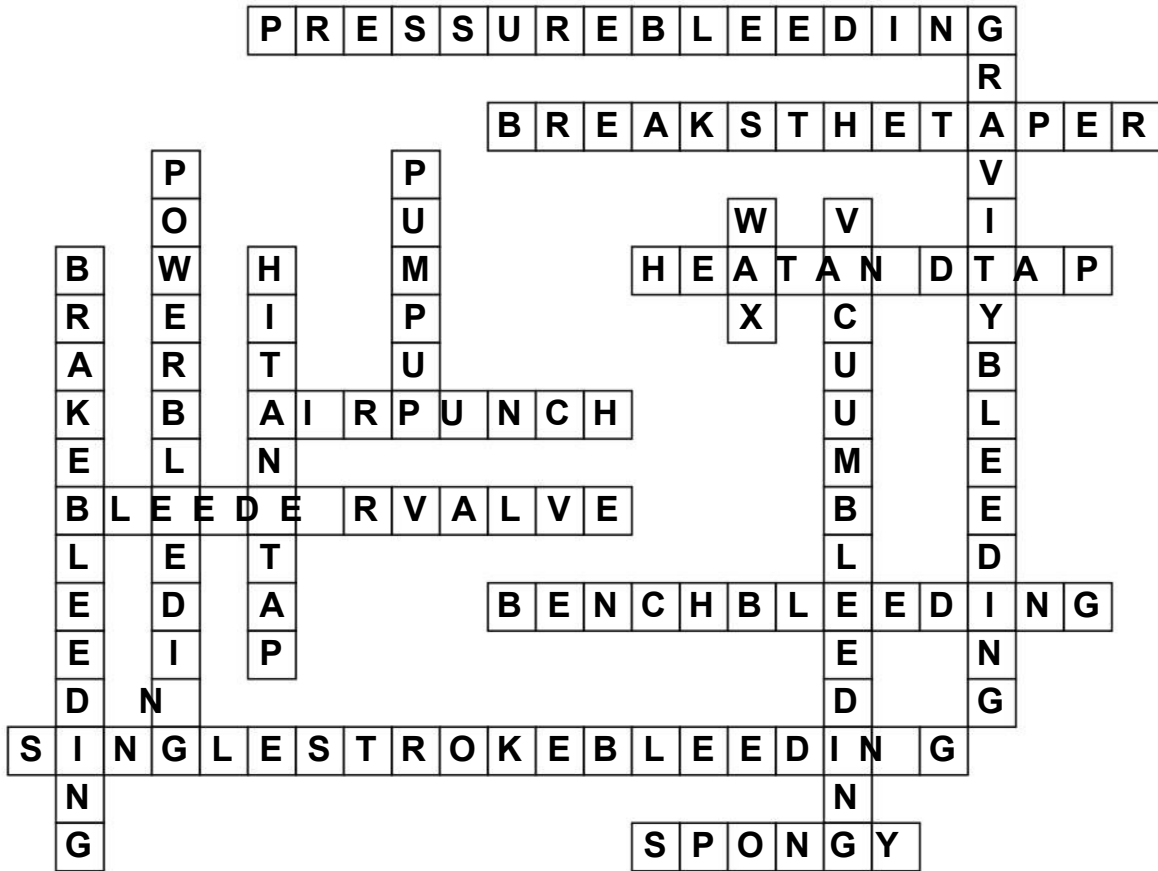 PRESSUREBLEEDING
GRAVITYBLEEDING
BREAKSTHETAPER
POWERBLEEDING
PUMPUP
WAX
VACUUMBLEEDING
BRAKEBLEEDING
HITANDTAP
HEATANDTAP
AIRPUNCH
BLEEDERVALVE
BENCHBLEEDING
SINGLESTROKEBLEEDING
SPONGY